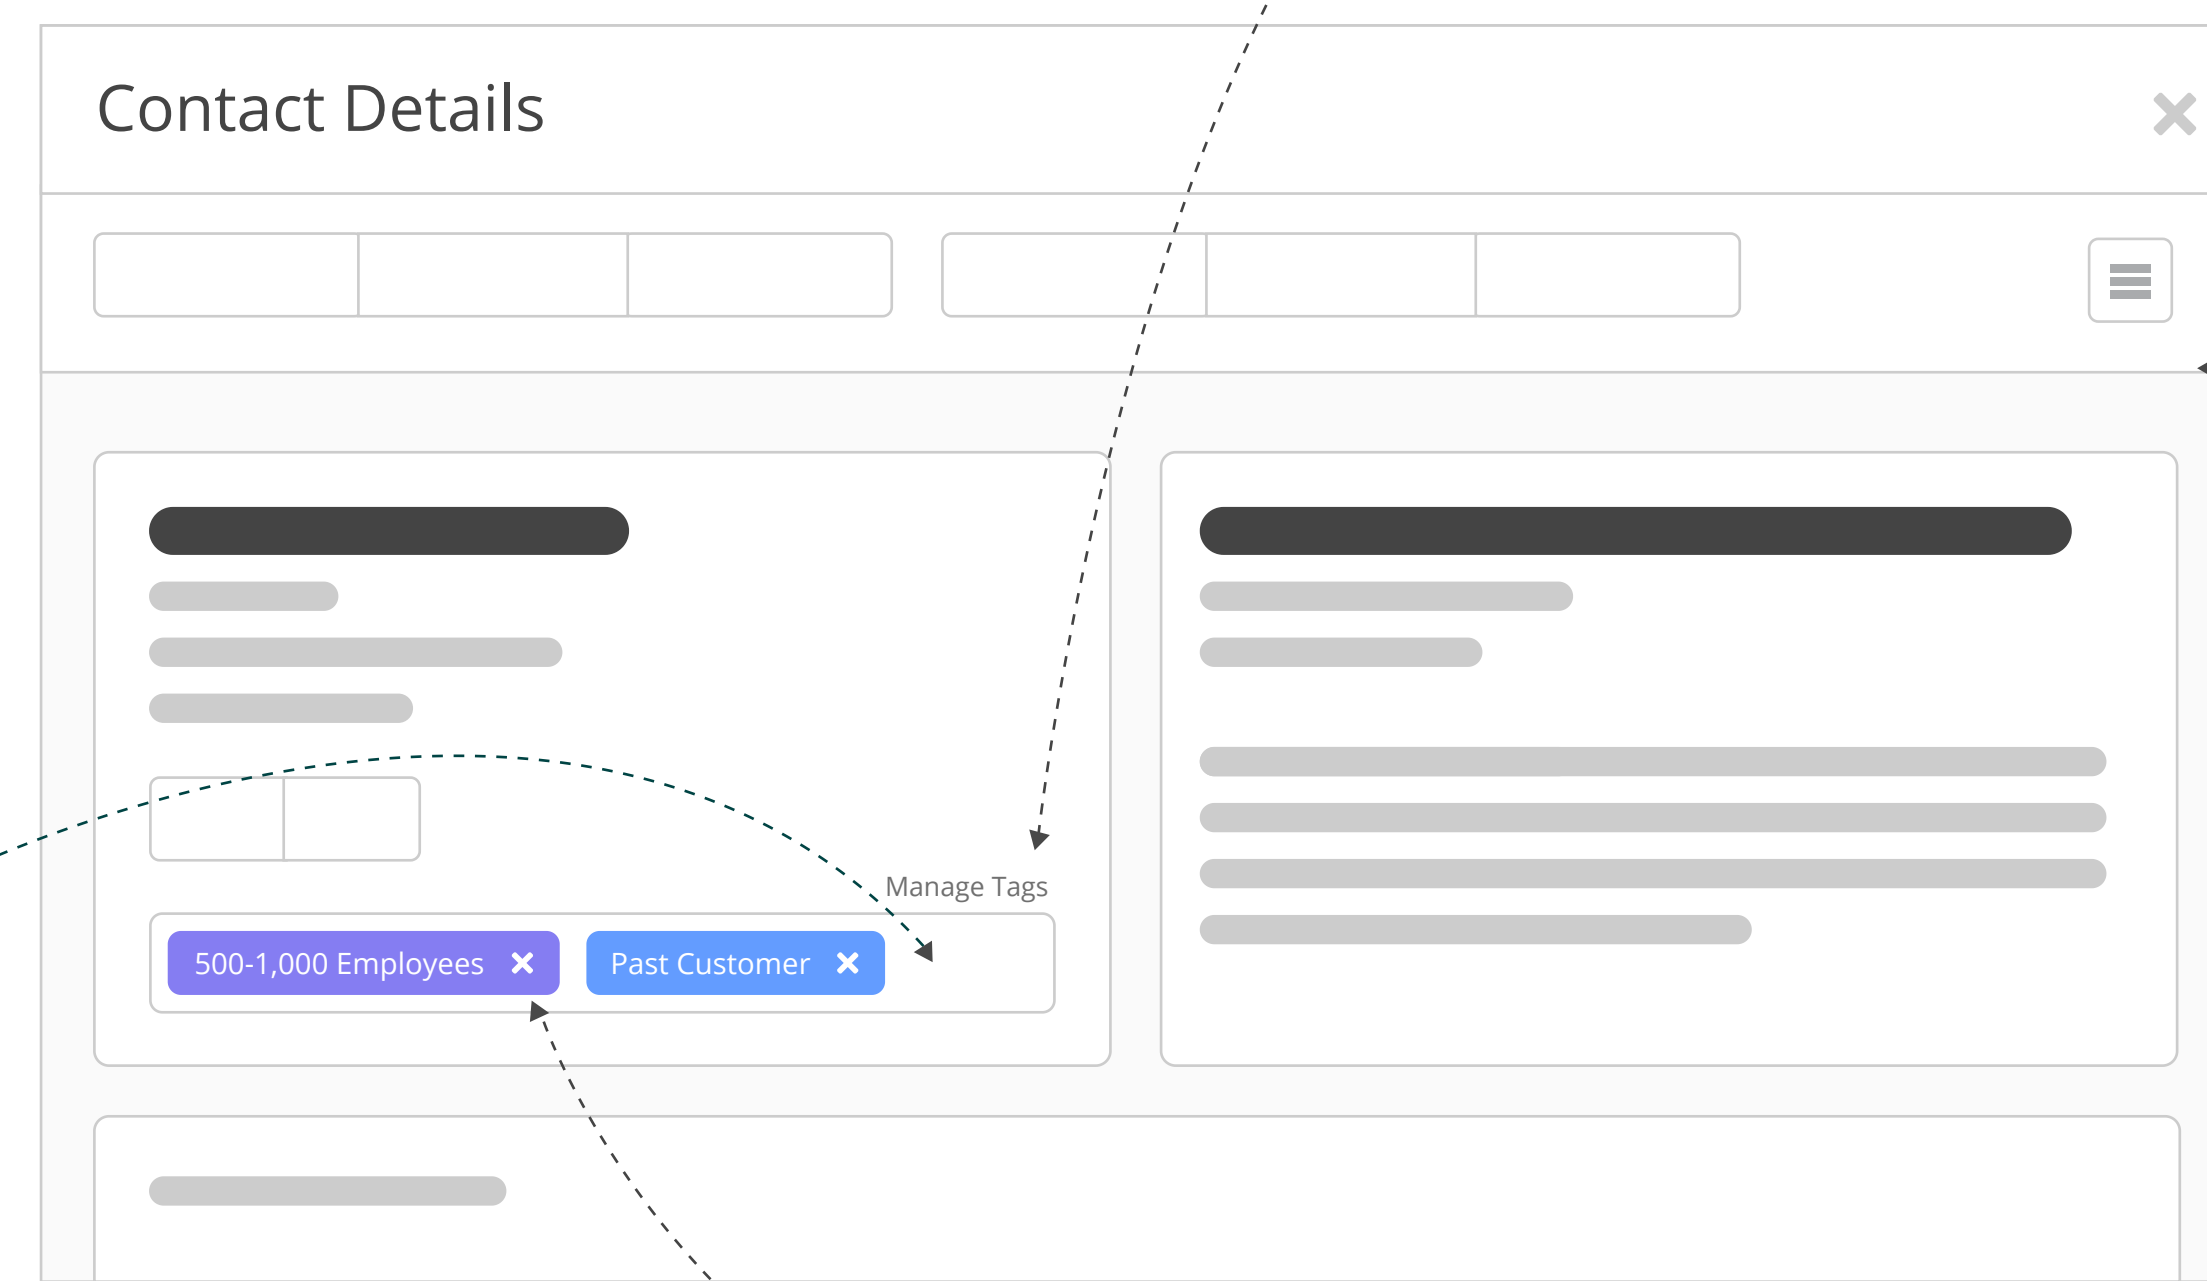 Contact Details
Manage Tags
500-1,000 Employees
Past Customer